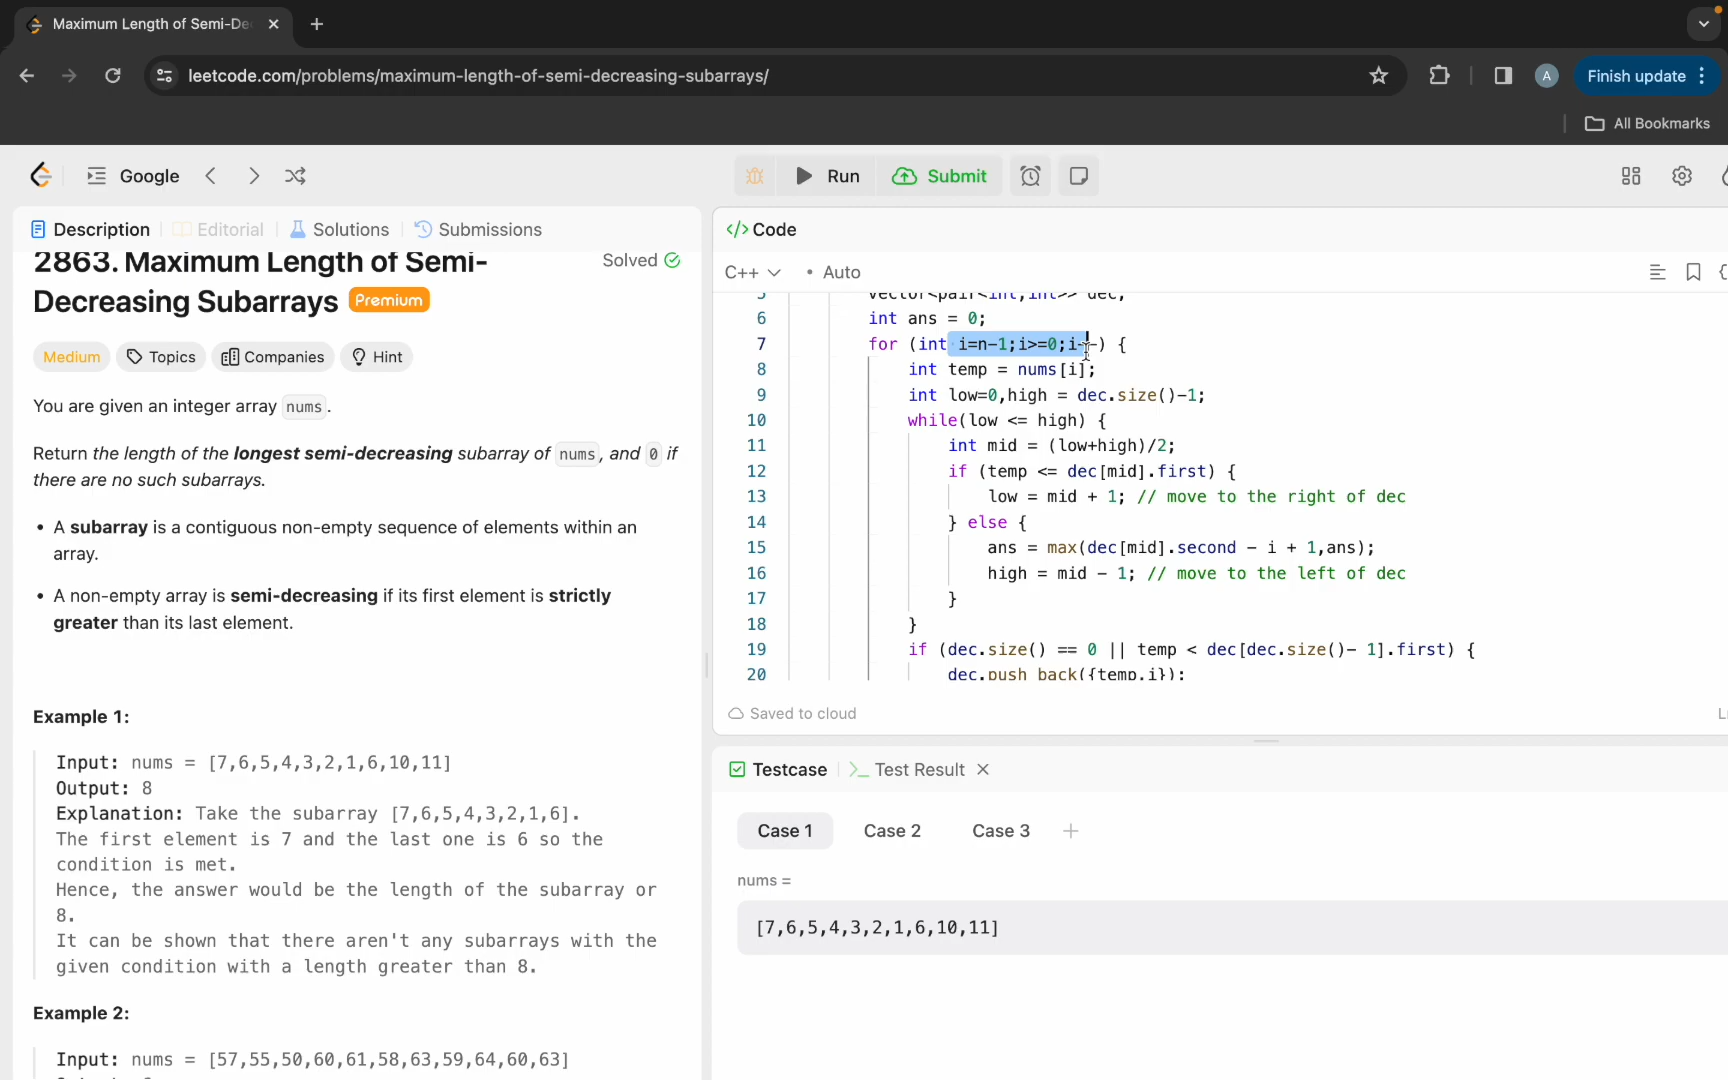 Maximum Length of Semi-De
leetcode.com/problems/maximum-length-of-semi-decreasing-subarrays/
A
Finish update
All Bookmarks
Google
Run
Submit
Description
Editorial
Solutions
Submissions
2863. Maximum Length of Semi-
Decreasing Subarrays Premium
Solved
Medium
Topics
Companies
Hint
You are given an integer array nums.
Return the length of the longest semi-decreasing subarray of nums, and 0 if
there are no such subarrays.
• A subarray is a contiguous non-empty sequence of elements within an
array.
• A non-empty array is semi-decreasing if its first element is strictly
greater than its last element.
Example 1:
Input: nums = [7,6,5,4,3,2,1,6,10,11]
Output: 8
Explanation: Take the subarray [7,6,5,4,3,2,1,6].
The first element is 7 and the last one is 6 so the
condition is met.
Hence, the answer would be the length of the subarray or
8.
It can be shown that there aren't any subarrays with the
given condition with a length greater than 8.
Example 2:
Input: nums = [57,55,50,60,61,58,63,59,64,60,63]
</> Code
C++ • Auto
5 vector<pair<int,int>> dec;
6 int ans = 0;
7 for (int i=n-1;i>=0;i--) {
8 int temp = nums[i];
9 int low=0,high = dec.size()-1;
10 while(low <= high) {
11 int mid = (low+high)/2;
12 if (temp <= dec[mid].first) {
13 low = mid + 1; // move to the right of dec
14 } else {
15 ans = max(dec[mid].second - i + 1,ans);
16 high = mid - 1; // move to the left of dec
17 }
18 }
19 if (dec.size() == 0 || temp < dec[dec.size()- 1].first) {
20 dec.push_back({temp,i});
Saved to cloud
Testcase
Test Result
Case 1
Case 2
Case 3
nums =
[7,6,5,4,3,2,1,6,10,11]